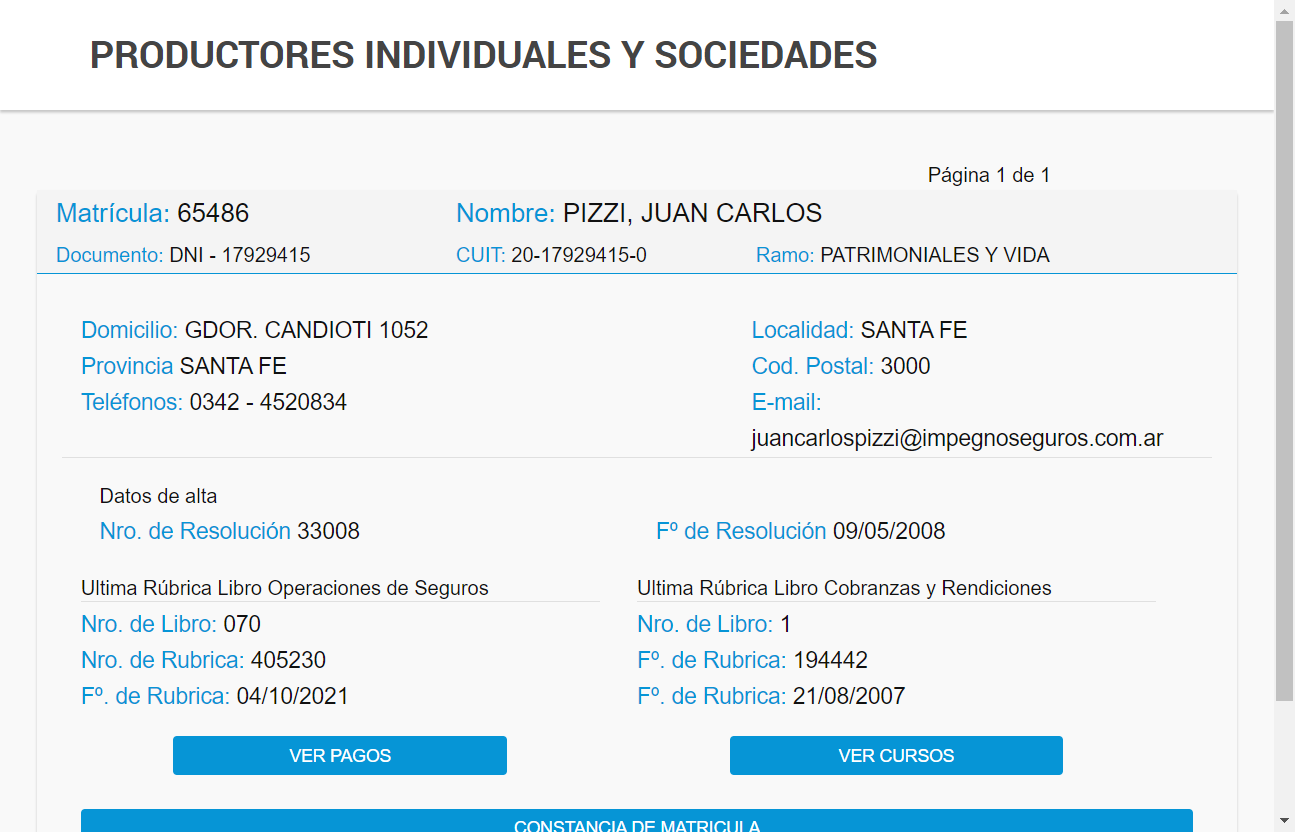 PRODUCTORES INDIVIDUALES Y SOCIEDADES
Página 1 de 1
Matrícula: 65486 Nombre: PIZZI, JUAN CARLOS
Documento: DNI - 17929415 CUIT: 20-17929415-0 Ramo: PATRIMONIALES Y VIDA
Domicilio: GDOR. CANDIOTI 1052 Localidad: SANTA FE
Provincia SANTA FE Cod. Postal: 3000
Teléfonos: 0342 - 4520834 E-mail:
juancarlospizzi@impegnoseguros.com.ar
Datos de alta
Nro. de Resolución 33008 Fº de Resolución 09/05/2008
Ultima Rúbrica Libro Operaciones de Seguros Ultima Rúbrica Libro Cobranzas y Rendiciones
Nro. de Libro: 070 Nro. de Libro: 1
Nro. de Rubrica: 405230 Fº. de Rubrica: 194442
Fº. de Rubrica: 04/10/2021 Fº. de Rubrica: 21/08/2007
VER PAGOS VER CURSOS
CONSTANCIA DE MATRICULA